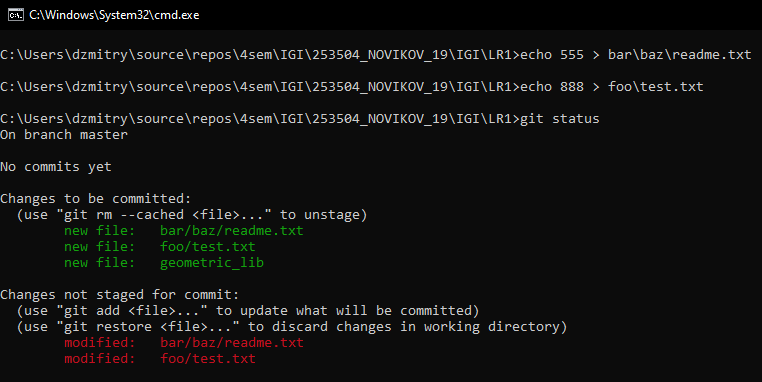 C:\Windows\System32\cmd.exe
C:\Users\dzmitry\source\repos\4sem\IGI\253504_NOVIKOV_19\IGI\LR1>echo 555 > bar\baz\readme.txt
C:\Users\dzmitry\source\repos\4sem\IGI\253504_NOVIKOV_19\IGI\LR1>echo 888 > foo\test.txt
C:\Users\dzmitry\source\repos\4sem\IGI\253504_NOVIKOV_19\IGI\LR1>git status
On branch master
No commits yet
Changes to be committed:
  (use "git rm --cached <file>..." to unstage)
        new file:   bar/baz/readme.txt
        new file:   foo/test.txt
        new file:   geometric_lib
Changes not staged for commit:
  (use "git add <file>..." to update what will be committed)
  (use "git restore <file>..." to discard changes in working directory)
        modified:   bar/baz/readme.txt
        modified:   foo/test.txt